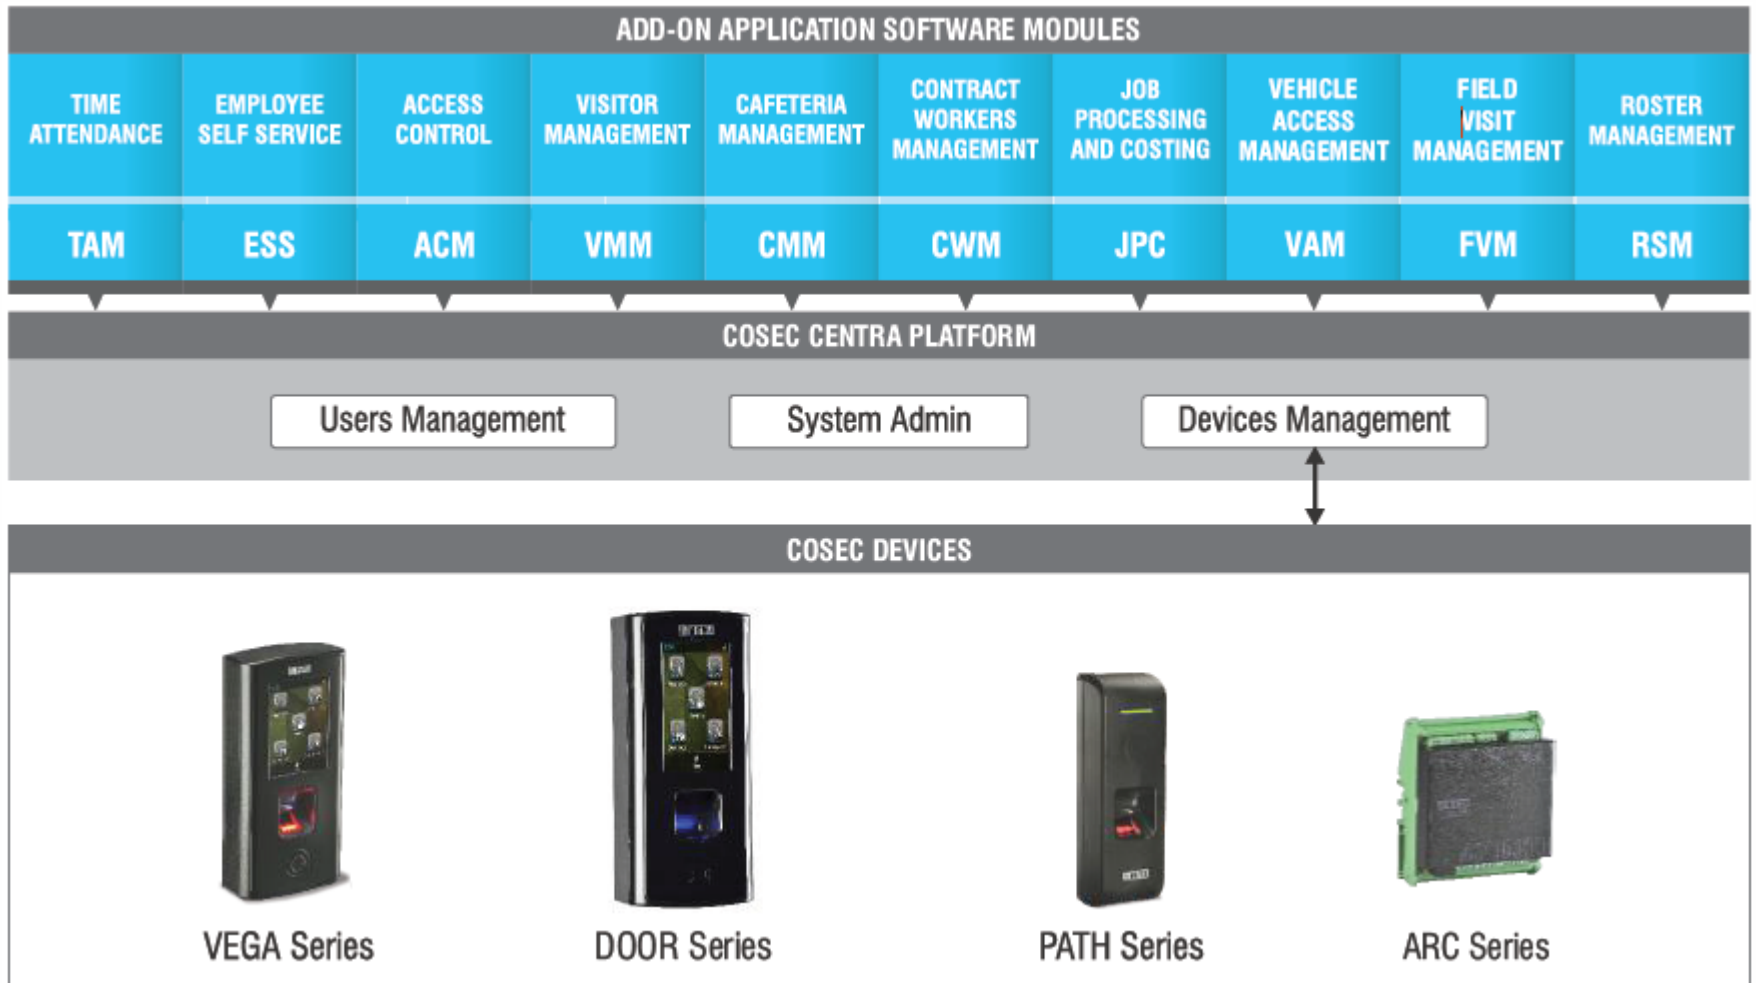 ADD-ON APPLICATION SOFTWARE MODULES
TIME
ATTENDANCE
EMPLOYEE
SELF SERVICE
ACCESS
CONTROL
VISITOR
MANAGEMENT
CAFETERIA
MANAGEMENT
CONTRACT
WORKERS
MANAGEMENT
JOB
PROCESSING
AND COSTING
VEHICLE
ACCESS
MANAGEMENT
FIELD
VISIT
MANAGEMENT
ROSTER
MANAGEMENT
TAM
ESS
ACM
VMM
CMM
CWM
JPC
VAM
FVM
RSM
COSEC CENTRA PLATFORM
Users Management
System Admin
Devices Management
COSEC DEVICES
VEGA Series
DOOR Series
PATH Series
ARC Series